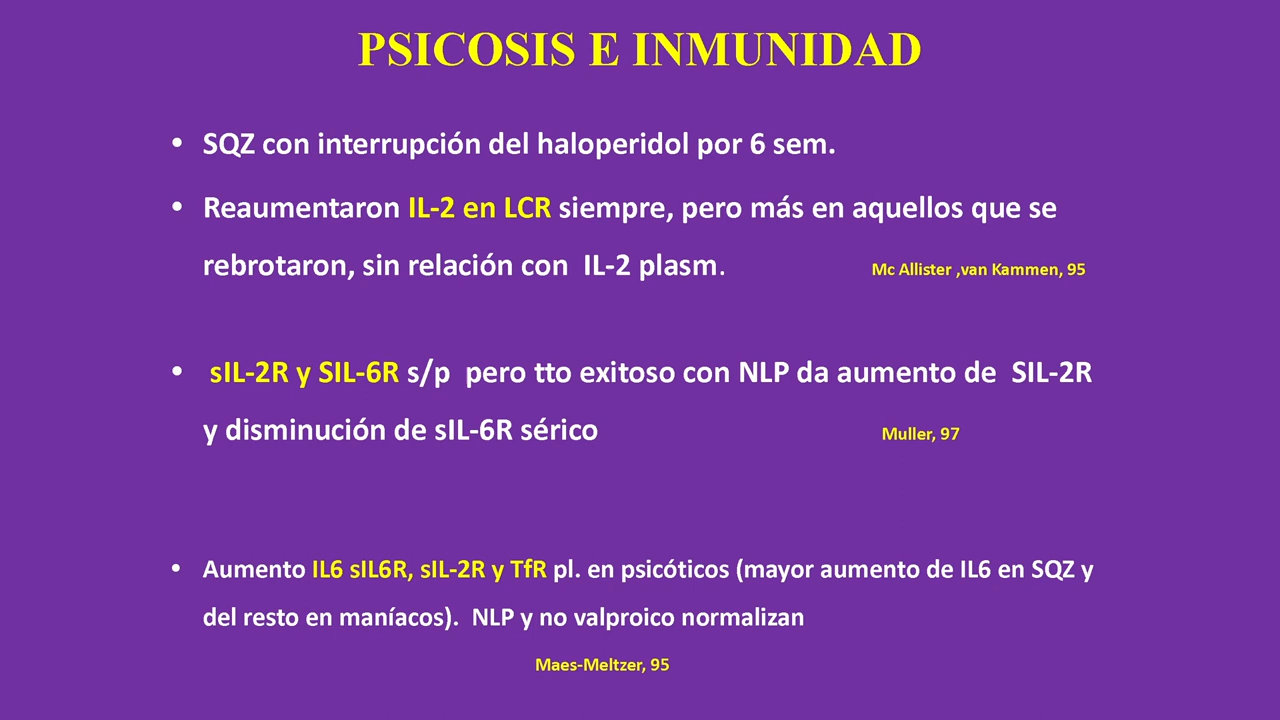 PSICOSIS E INMUNIDAD
• SQZ con interrupción del haloperidol por 6 sem.
• Reaumentaron IL-2 en LCR siempre, pero más en aquellos que se
rebrotaron, sin relación con IL-2 plasm. Mc Allister ,van Kammen, 95
• sIL-2R y SIL-6R s/p pero tto exitoso con NLP da aumento de SIL-2R
y disminución de sIL-6R sérico Muller, 97
• Aumento IL6 sIL6R, sIL-2R y TfR pl. en psicóticos (mayor aumento de IL6 en SQZ y
del resto en maníacos). NLP y no valproico normalizan
Maes-Meltzer, 95